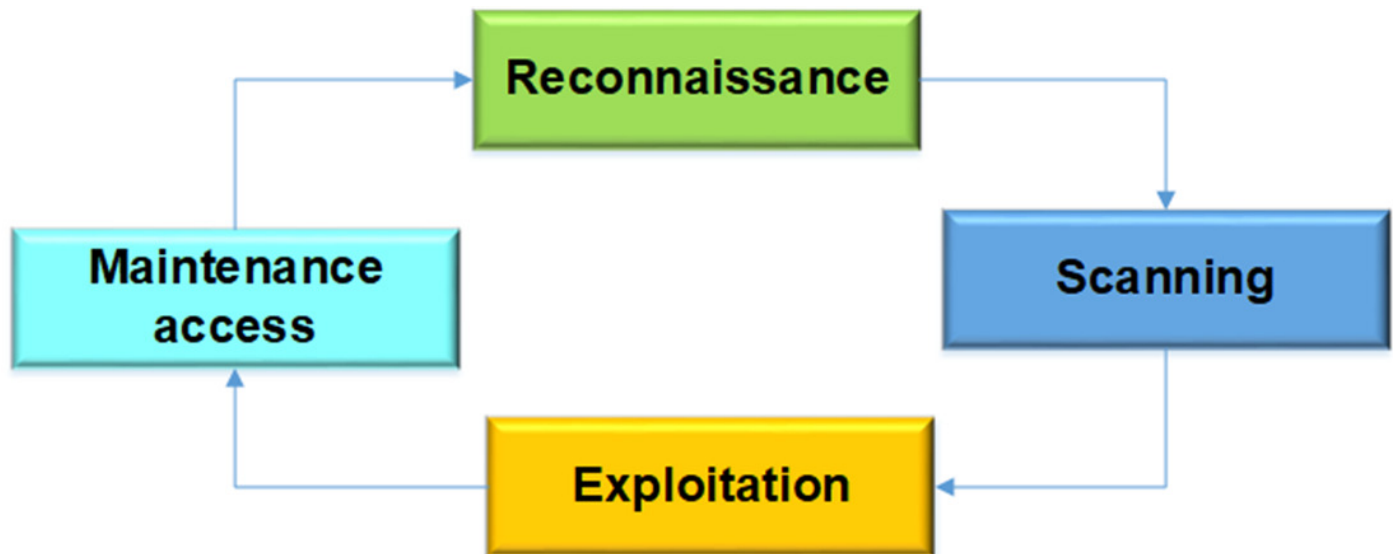 Reconnaissance
Scanning
Exploitation
Maintenance
access